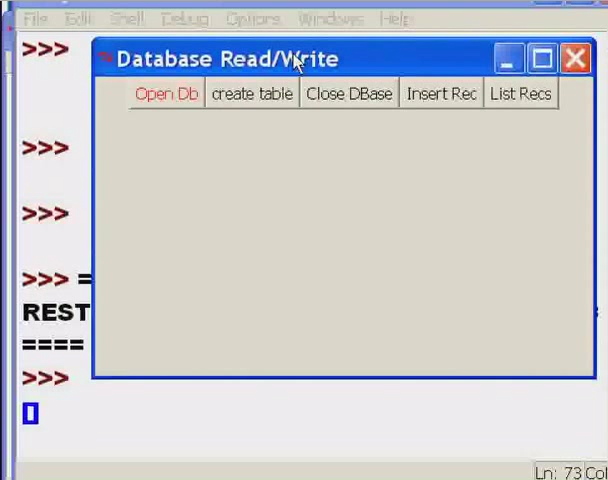 File Edit Shell Debug Options Windows Help
>>>
Database Read/Write
Open Db create table Close DBase Insert Rec List Recs
>>>
>>>
>>> =
REST
====
>>>
Ln: 73 Col